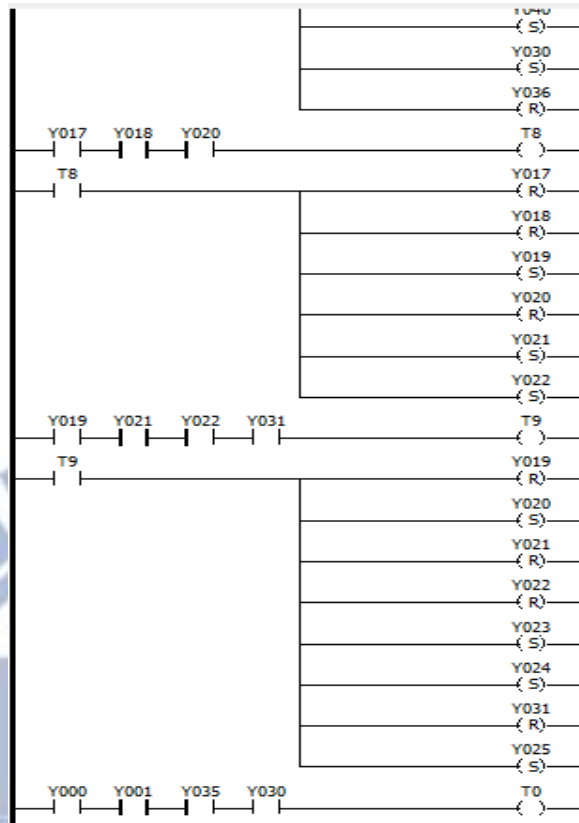 Y040
S
Y030
S
Y036
R
Y017 Y018 Y020 T8
T8 Y017
R
Y018
R
Y019
S
Y020
R
Y021
S
Y022
S
Y019 Y021 Y022 Y031 T9
T9 Y019
R
Y020
S
Y021
R
Y022
R
Y023
S
Y024
S
Y031
R
Y025
S
Y000 Y001 Y035 Y030 T0